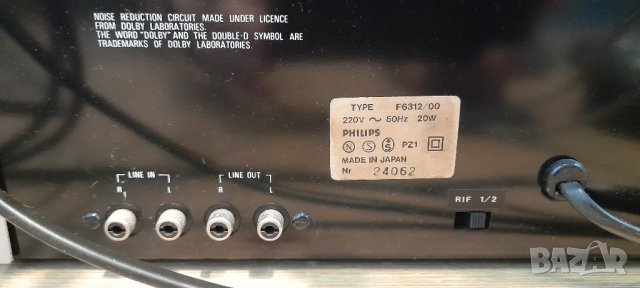 NOISE REDUCTION CIRCUIT MADE UNDER LICENCE
FROM DOLBY LABORATORIES.
THE WORD "DOLBY" AND THE DOUBLE-D SYMBOL ARE
TRADEMARKS OF DOLBY LABORATORIES.
TYPE F6312/00
220V ~ 50Hz 20W
PHILIPS
N S S PZ1
MADE IN JAPAN
Nr 24062
LINE IN LINE OUT
R L R L
RIF 1/2
ALO.bg